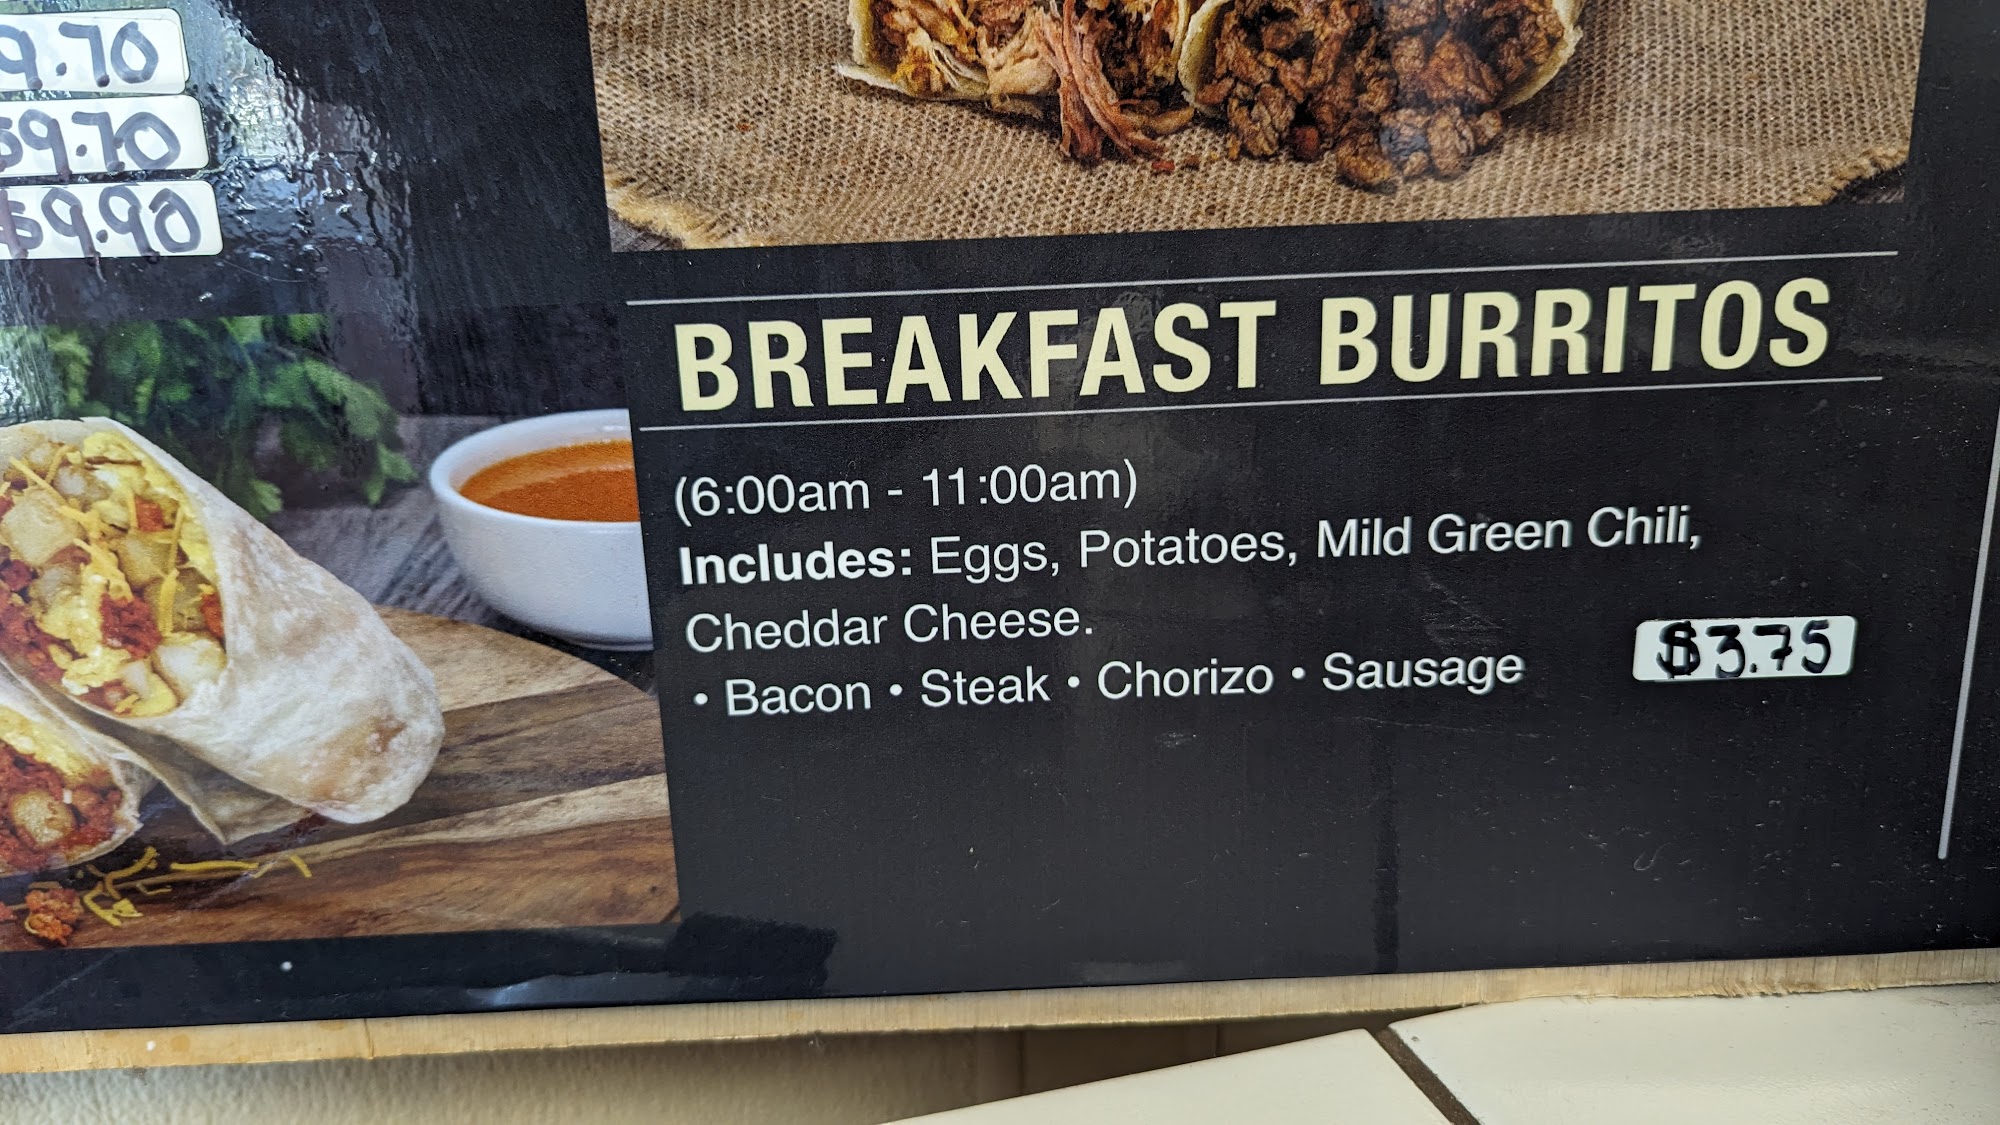 9.70
$9.70
$9.90
BREAKFAST BURRITOS
(6:00am - 11:00am)
Includes: Eggs, Potatoes, Mild Green Chili,
Cheddar Cheese.
• Bacon • Steak • Chorizo • Sausage $3.75